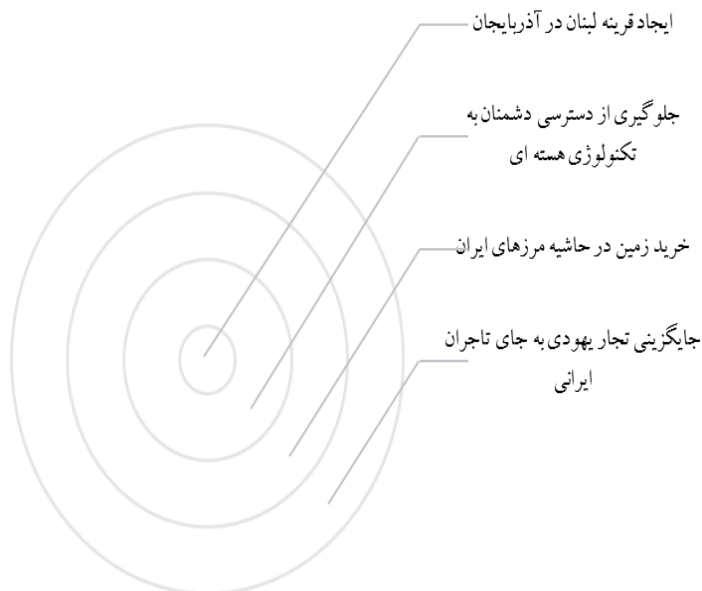 ایجاد قرینه لبنان در آذربایجان
جلوگیری از دسترسی دشمنان به
تکنولوژی هسته ای
خرید زمین در حاشیه مرزهای ایران
جایگزینی تجار یهودی به جای تاجران
ایرانی